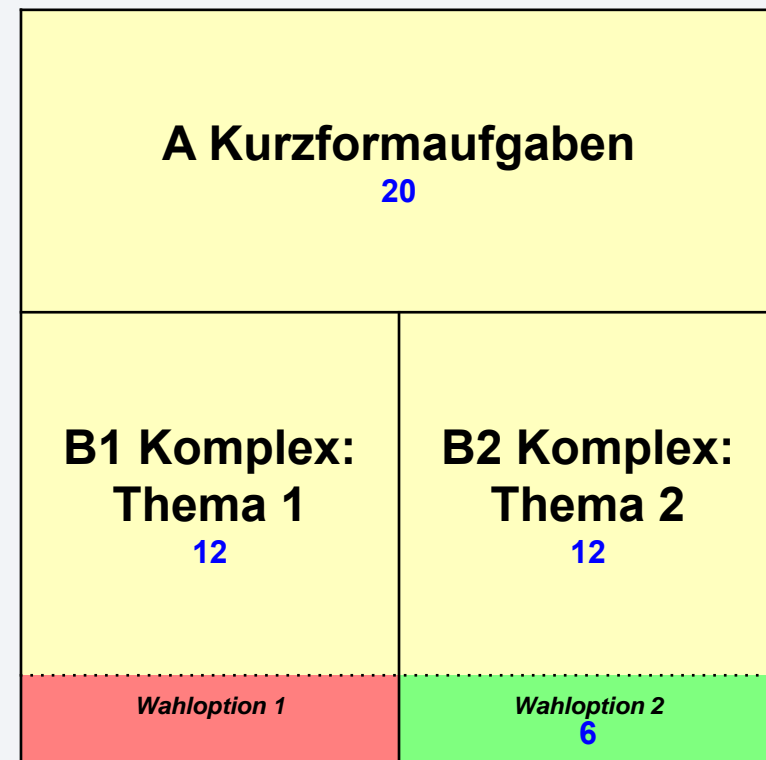 A Kurzformaufgaben
20
B1 Komplex:
Thema 1
12
B2 Komplex:
Thema 2
12
Wahloption 1
Wahloption 2
6